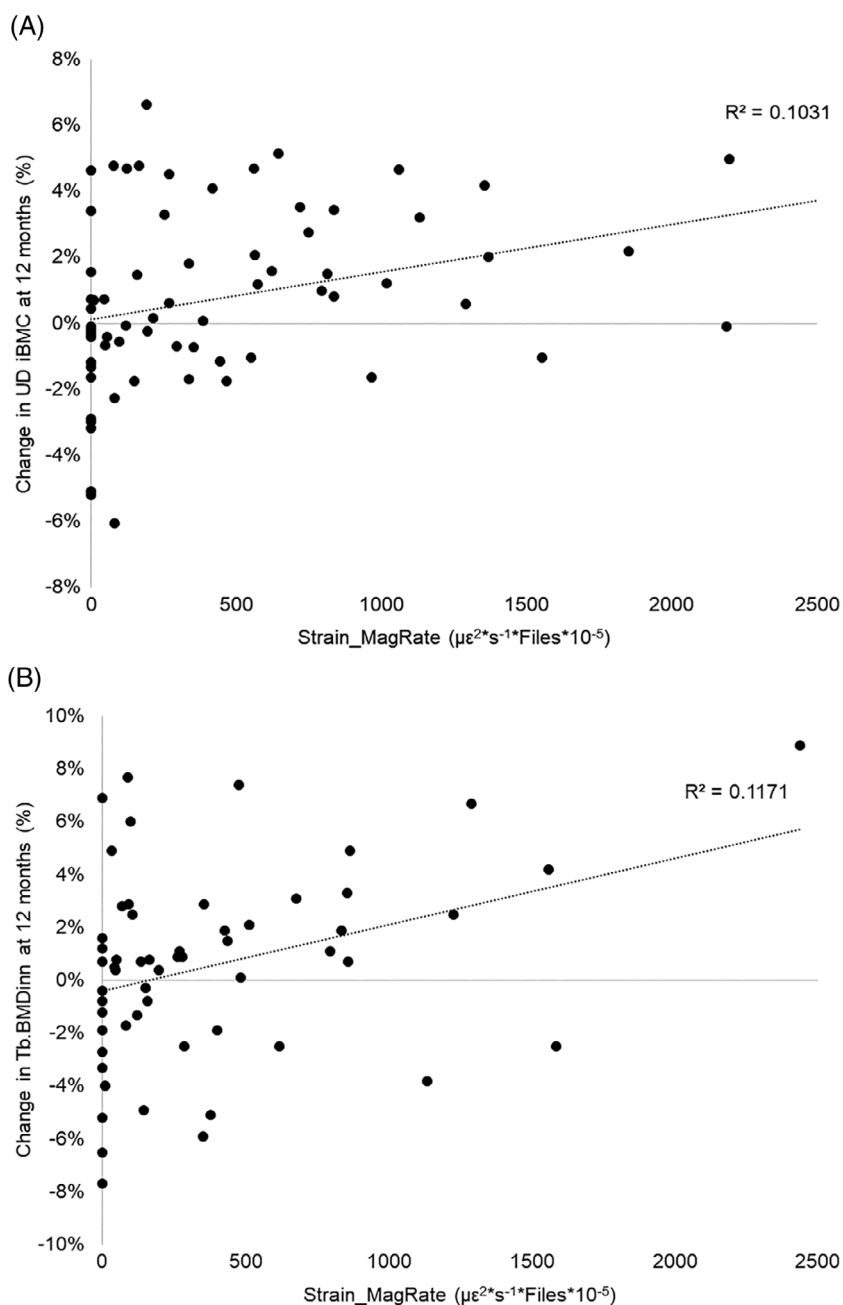 (A)
8%
6%
4%
2%
0%
-2%
-4%
-6%
-8%
Change in UD iBMC at 12 months (%)
R² = 0.1031
0 500 1000 1500 2000 2500
Strain_MagRate (µε²*s⁻¹*Files*10⁻⁵)
(B)
10%
8%
6%
4%
2%
0%
-2%
-4%
-6%
-8%
-10%
Change in Tb.BMDinn at 12 months (%)
R² = 0.1171
0 500 1000 1500 2000 2500
Strain_MagRate (µε²*s⁻¹*Files*10⁻⁵)